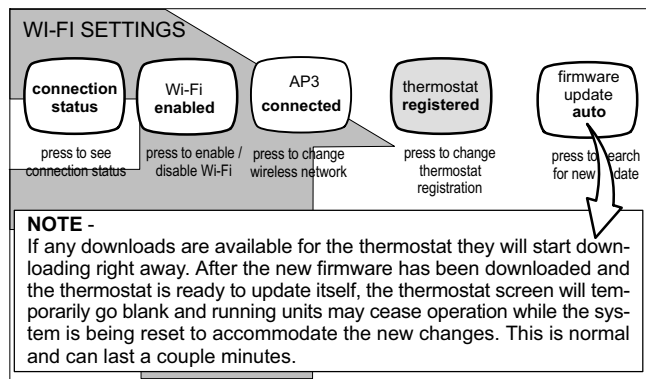 WI-FI SETTINGS
connection
status
press to see
connection status
Wi-Fi
enabled
press to enable /
disable Wi-Fi
AP3
connected
press to change
wireless network
thermostat
registered
press to change
thermostat
registration
firmware
update
auto
press to search
for new update
NOTE -
If any downloads are available for the thermostat they will start down-
loading right away. After the new firmware has been downloaded and
the thermostat is ready to update itself, the thermostat screen will tem-
porarily go blank and running units may cease operation while the sys-
tem is being reset to accommodate the new changes. This is normal
and can last a couple minutes.